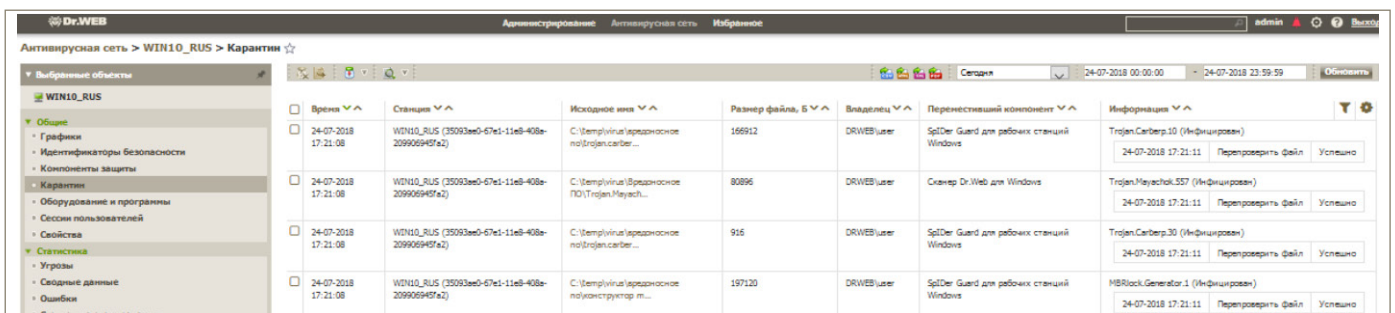 Dr.WEB
Администрирование Антивирусная сеть Избранное
admin
Антивирусная сеть > WIN10_RUS > Карантин
Выбранные объекты
WIN10_RUS
Общие
Графики
Идентификаторы безопасности
Компоненты защиты
Карантин
Оборудование и программы
Сессии пользователей
Свойства
Статистика
Угрозы
Сводные данные
Ошибки
Сегодня 24-07-2018 00:00:00 - 24-07-2018 23:59:59 Обновить
Время Станция Исходное имя Размер файла, Б Владелец Переместивший компонент Информация
24-07-2018 17:21:08
WIN10_RUS (35093ae0-67e1-11e8-408a-209906945fa2)
C:\temp\virus\вредоносное по\trojan.carber...
166912
DRWEB\user
SpIDer Guard для рабочих станций Windows
Trojan.Carberp.10 (Инфицирован)
24-07-2018 17:21:11 Перепроверить файл Успешно
24-07-2018 17:21:08
WIN10_RUS (35093ae0-67e1-11e8-408a-209906945fa2)
C:\temp\virus\Вредоносное ПО\Trojan.Mayach...
80896
DRWEB\user
Сканер Dr.Web для Windows
Trojan.Mayachok.557 (Инфицирован)
24-07-2018 17:21:11 Перепроверить файл Успешно
24-07-2018 17:21:08
WIN10_RUS (35093ae0-67e1-11e8-408a-209906945fa2)
C:\temp\virus\вредоносное по\trojan.carber...
916
DRWEB\user
SpIDer Guard для рабочих станций Windows
Trojan.Carberp.30 (Инфицирован)
24-07-2018 17:21:11 Перепроверить файл Успешно
24-07-2018 17:21:08
WIN10_RUS (35093ae0-67e1-11e8-408a-209906945fa2)
C:\temp\virus\вредоносное по\конструктор m...
197120
DRWEB\user
SpIDer Guard для рабочих станций Windows
MBRlock.Generator.1 (Инфицирован)
24-07-2018 17:21:11 Перепроверить файл Успешно